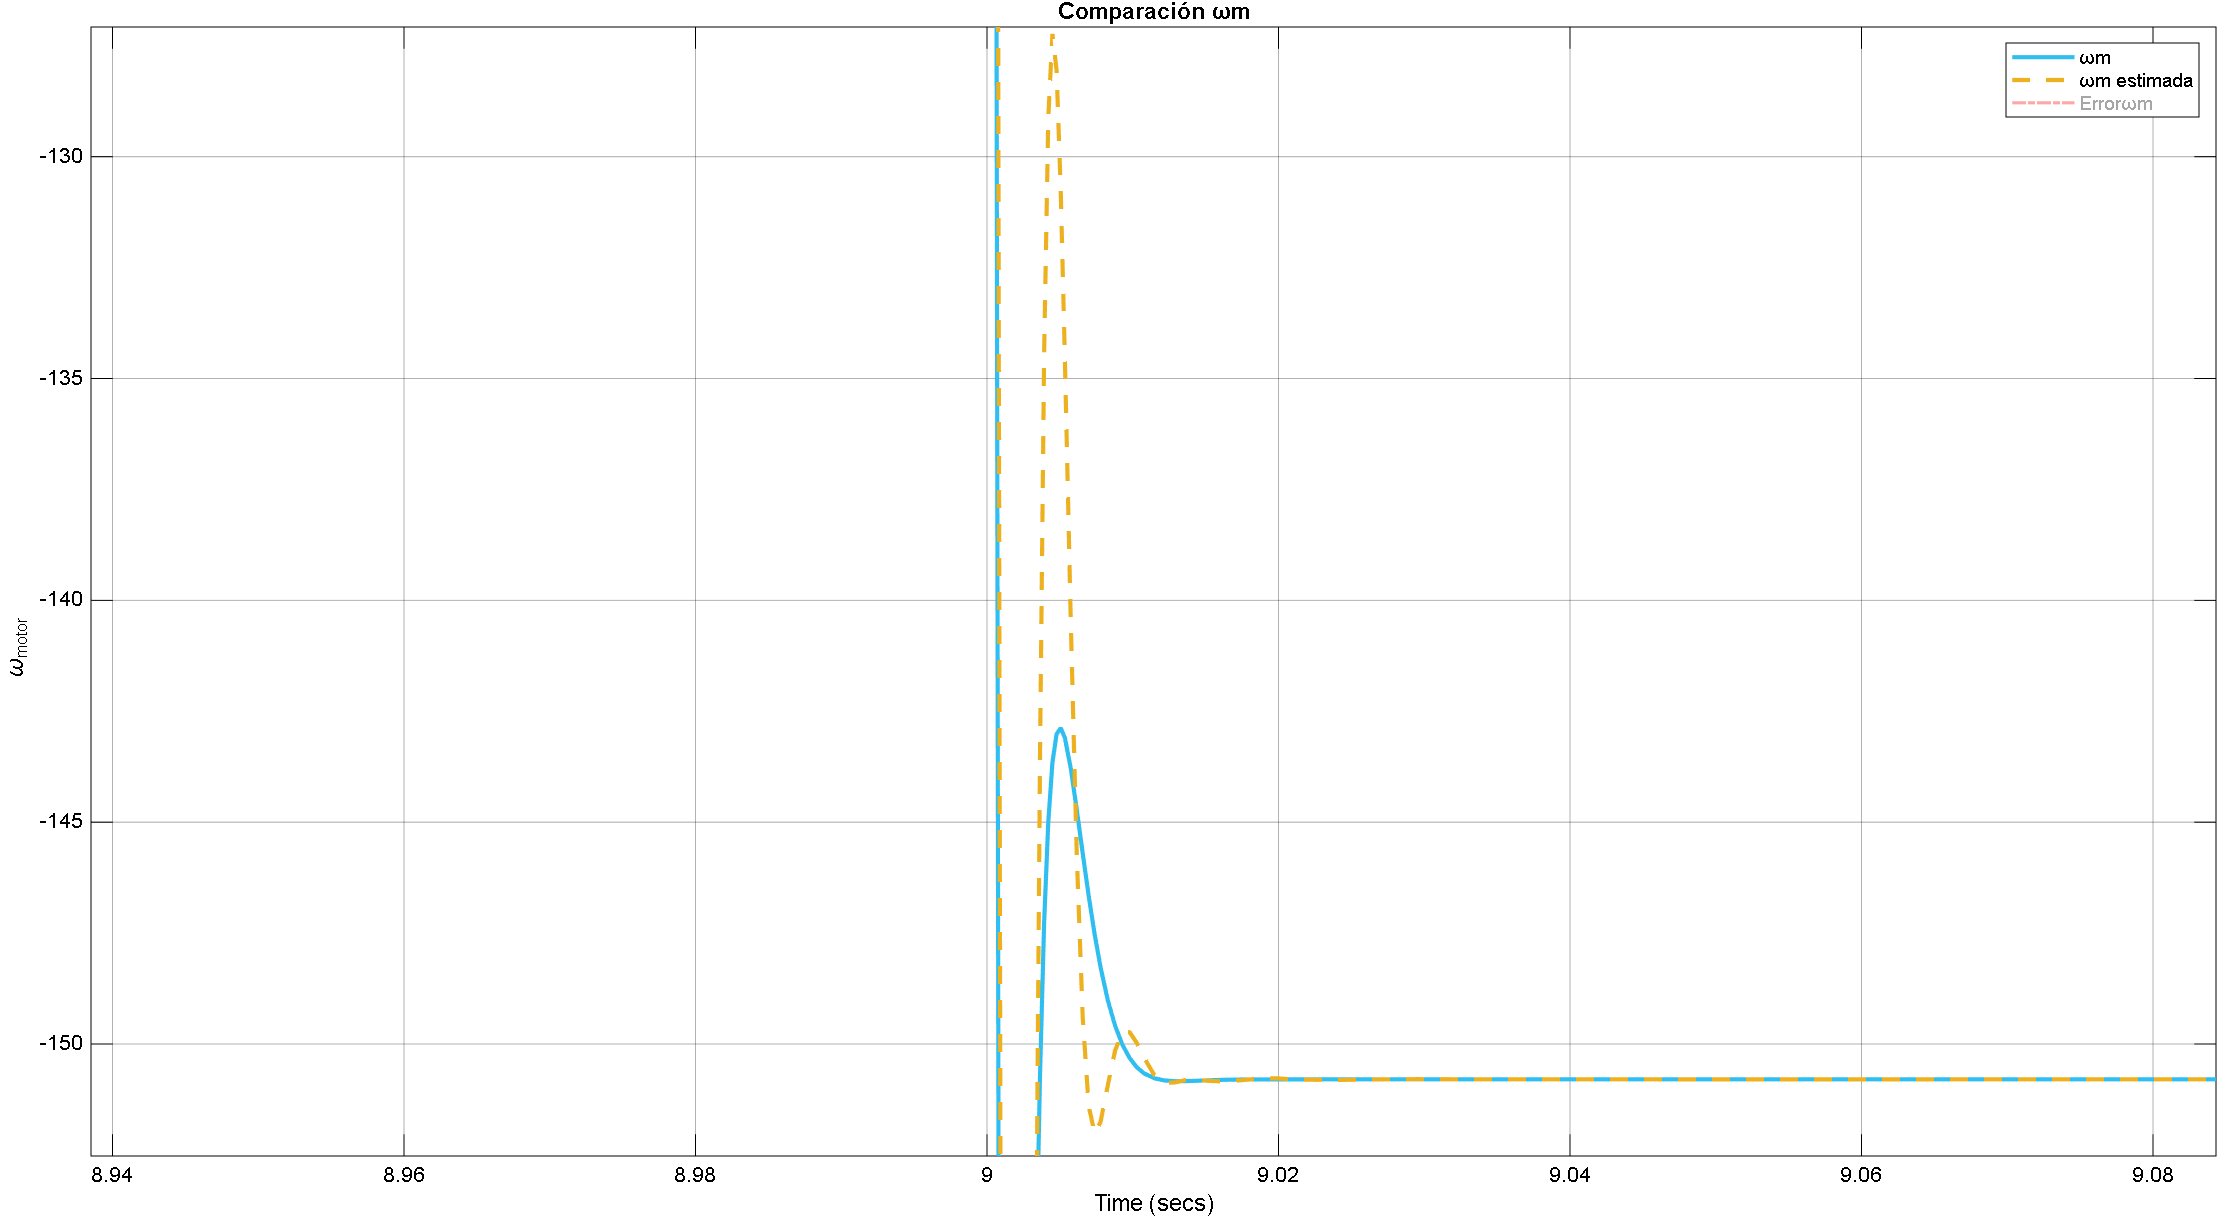 Comparación ωm
ωm
ωm estimada
Errorωm
-130
-135
-140
-145
-150
ωmotor
8.94 8.96 8.98 9 9.02 9.04 9.06 9.08
Time (secs)